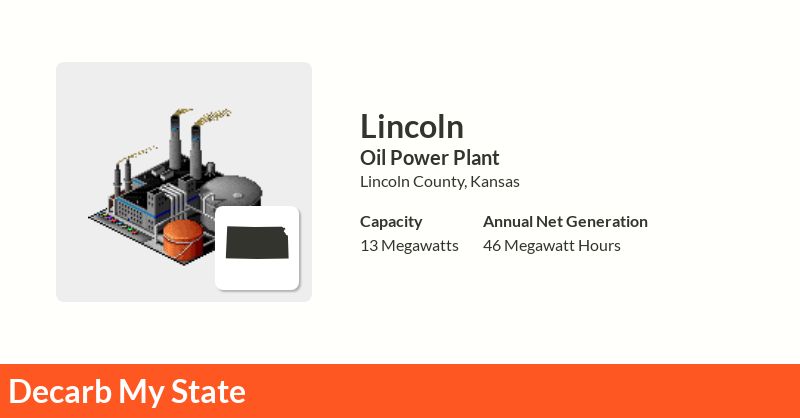 Lincoln
Oil Power Plant
Lincoln County, Kansas
Capacity Annual Net Generation
13 Megawatts 46 Megawatt Hours
Decarb My State